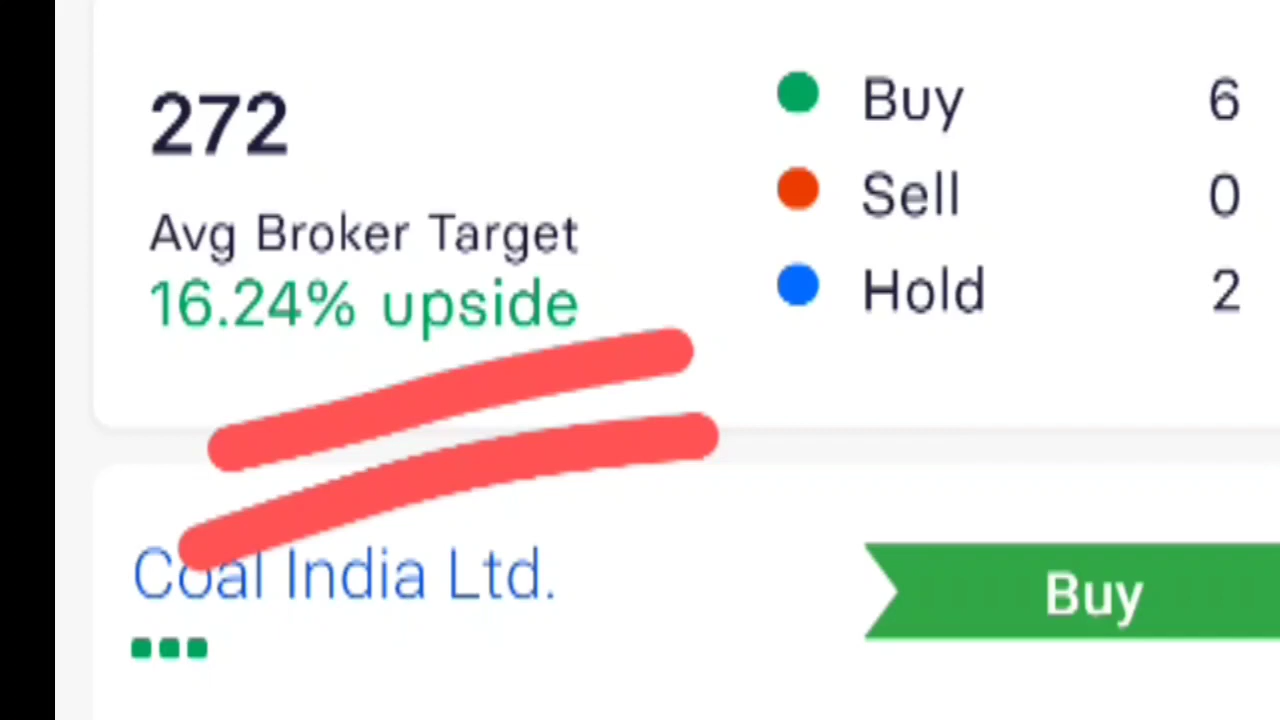 272
Avg Broker Target
16.24% upside
Buy 6
Sell 0
Hold 2
Coal India Ltd.
Buy